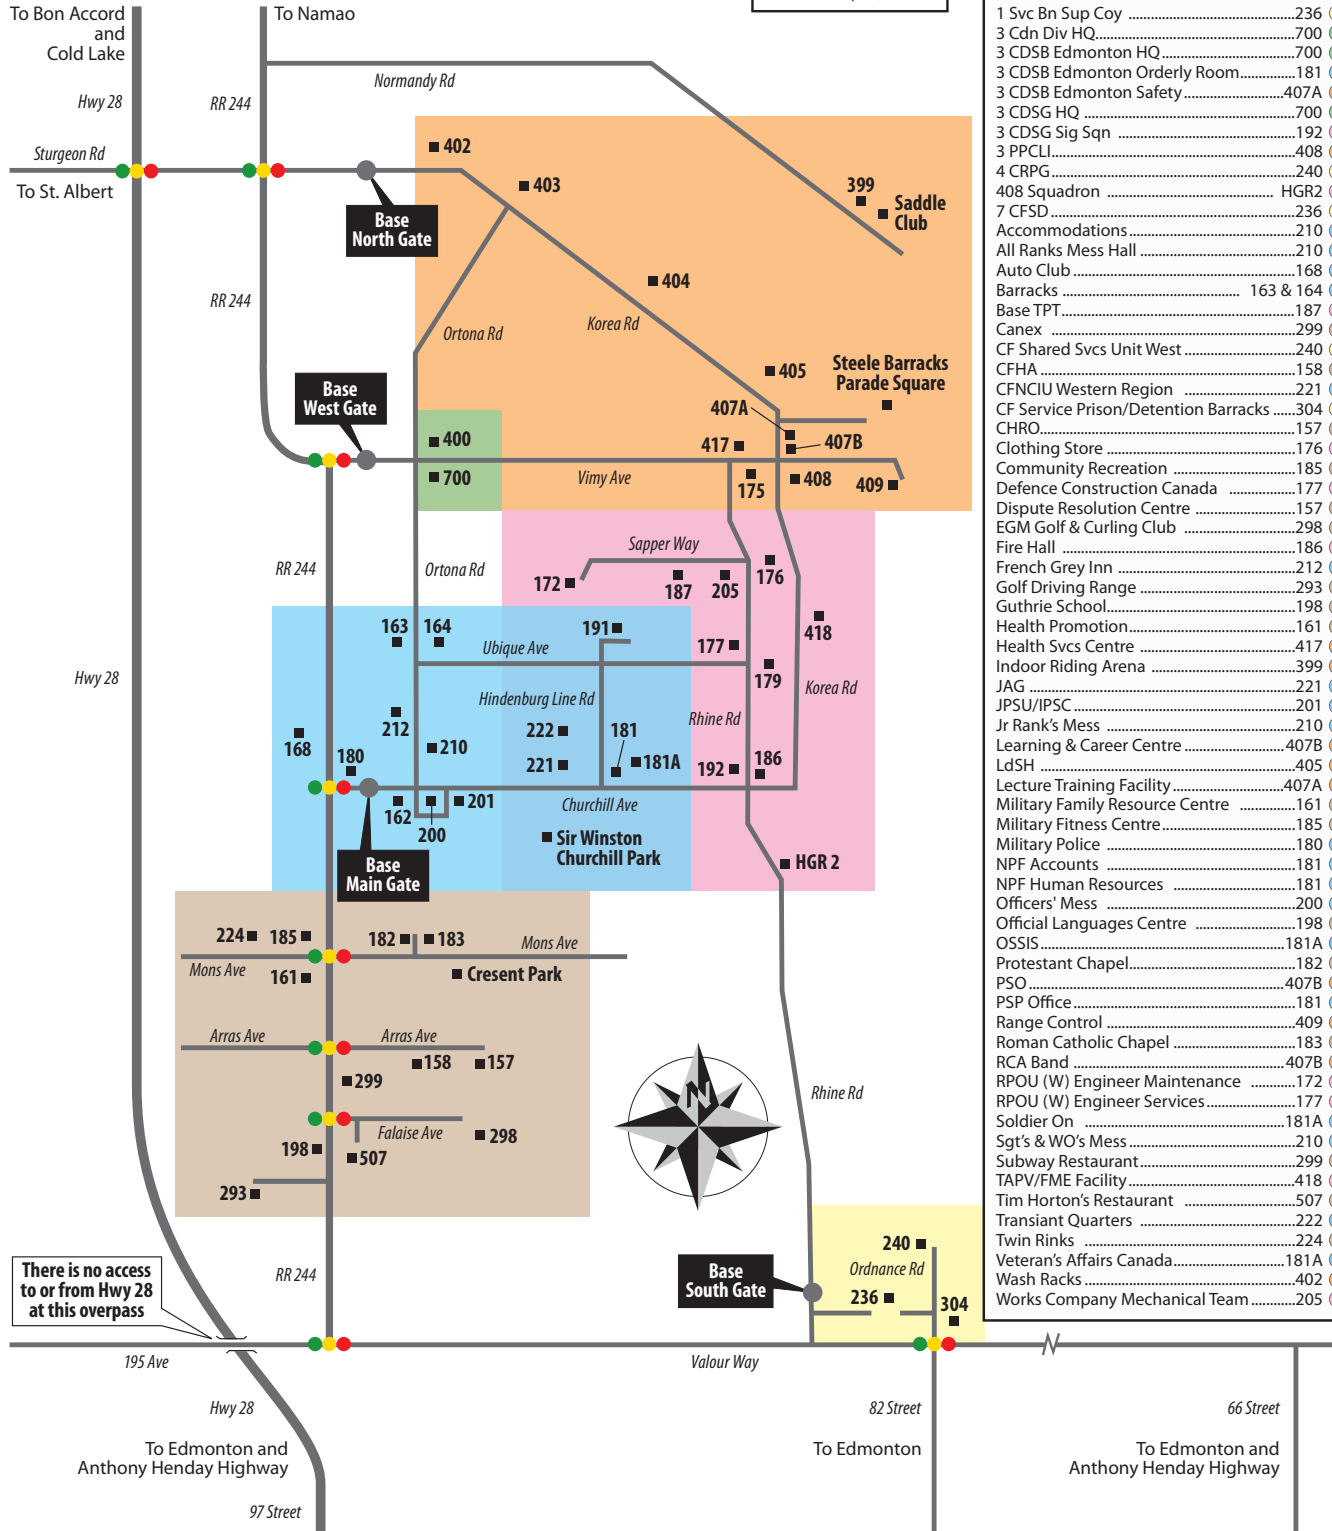 To Bon Accord
and
Cold Lake
To Namao
Hwy 28
RR 244
Normandy Rd
Sturgeon Rd
To St. Albert
Base
North Gate
402
403
399
Saddle
Club
404
RR 244
Ortona Rd
Korea Rd
405
Steele Barracks
Parade Square
Base
West Gate
407A
407B
400
417
700
Vimy Ave
175
408
409
RR 244
Ortona Rd
Sapper Way
172
187
205
176
163
164
191
418
Ubique Ave
177
179
Hwy 28
Hindenburg Line Rd
Korea Rd
Rhine Rd
212
222
181
168
210
180
221
181A
192
186
162
201
Churchill Ave
200
Sir Winston
Churchill Park
Base
Main Gate
HGR 2
224
185
182
183
Mons Ave
Mons Ave
161
Cresent Park
Arras Ave
Arras Ave
158
157
299
Rhine Rd
N
Falaise Ave
298
198
507
293
There is no access
to or from Hwy 28
at this overpass
RR 244
Base
South Gate
240
Ordnance Rd
236
304
195 Ave
Valour Way
Hwy 28
82 Street
66 Street
To Edmonton and
Anthony Henday Highway
To Edmonton
To Edmonton and
Anthony Henday Highway
97 Street
1 Svc Bn Sup Coy 236
3 Cdn Div HQ 700
3 CDSB Edmonton HQ 700
3 CDSB Edmonton Orderly Room 181
3 CDSB Edmonton Safety 407A
3 CDSG HQ 700
3 CDSG Sig Sqn 192
3 PPCLI 408
4 CRPG 240
408 Squadron HGR2
7 CFSD 236
Accommodations 210
All Ranks Mess Hall 210
Auto Club 168
Barracks 163 & 164
Base TPT 187
Canex 299
CF Shared Svcs Unit West 240
CFHA 158
CFNCIU Western Region 221
CF Service Prison/Detention Barracks 304
CHRO 157
Clothing Store 176
Community Recreation 185
Defence Construction Canada 177
Dispute Resolution Centre 157
EGM Golf & Curling Club 298
Fire Hall 186
French Grey Inn 212
Golf Driving Range 293
Guthrie School 198
Health Promotion 161
Health Svcs Centre 417
Indoor Riding Arena 399
JAG 221
JPSU/IPSC 201
Jr Rank's Mess 210
Learning & Career Centre 407B
LdSH 405
Lecture Training Facility 407A
Military Family Resource Centre 161
Military Fitness Centre 185
Military Police 180
NPF Accounts 181
NPF Human Resources 181
Officers' Mess 200
Official Languages Centre 198
OSSIS 181A
Protestant Chapel 182
PSO 407B
PSP Office 181
Range Control 409
Roman Catholic Chapel 183
RCA Band 407B
RPOU (W) Engineer Maintenance 172
RPOU (W) Engineer Services 177
Soldier On 181A
Sgt's & WO's Mess 210
Subway Restaurant 299
TAPV/FME Facility 418
Tim Horton's Restaurant 507
Transiant Quarters 222
Twin Rinks 224
Veteran's Affairs Canada 181A
Wash Racks 402
Works Company Mechanical Team 205